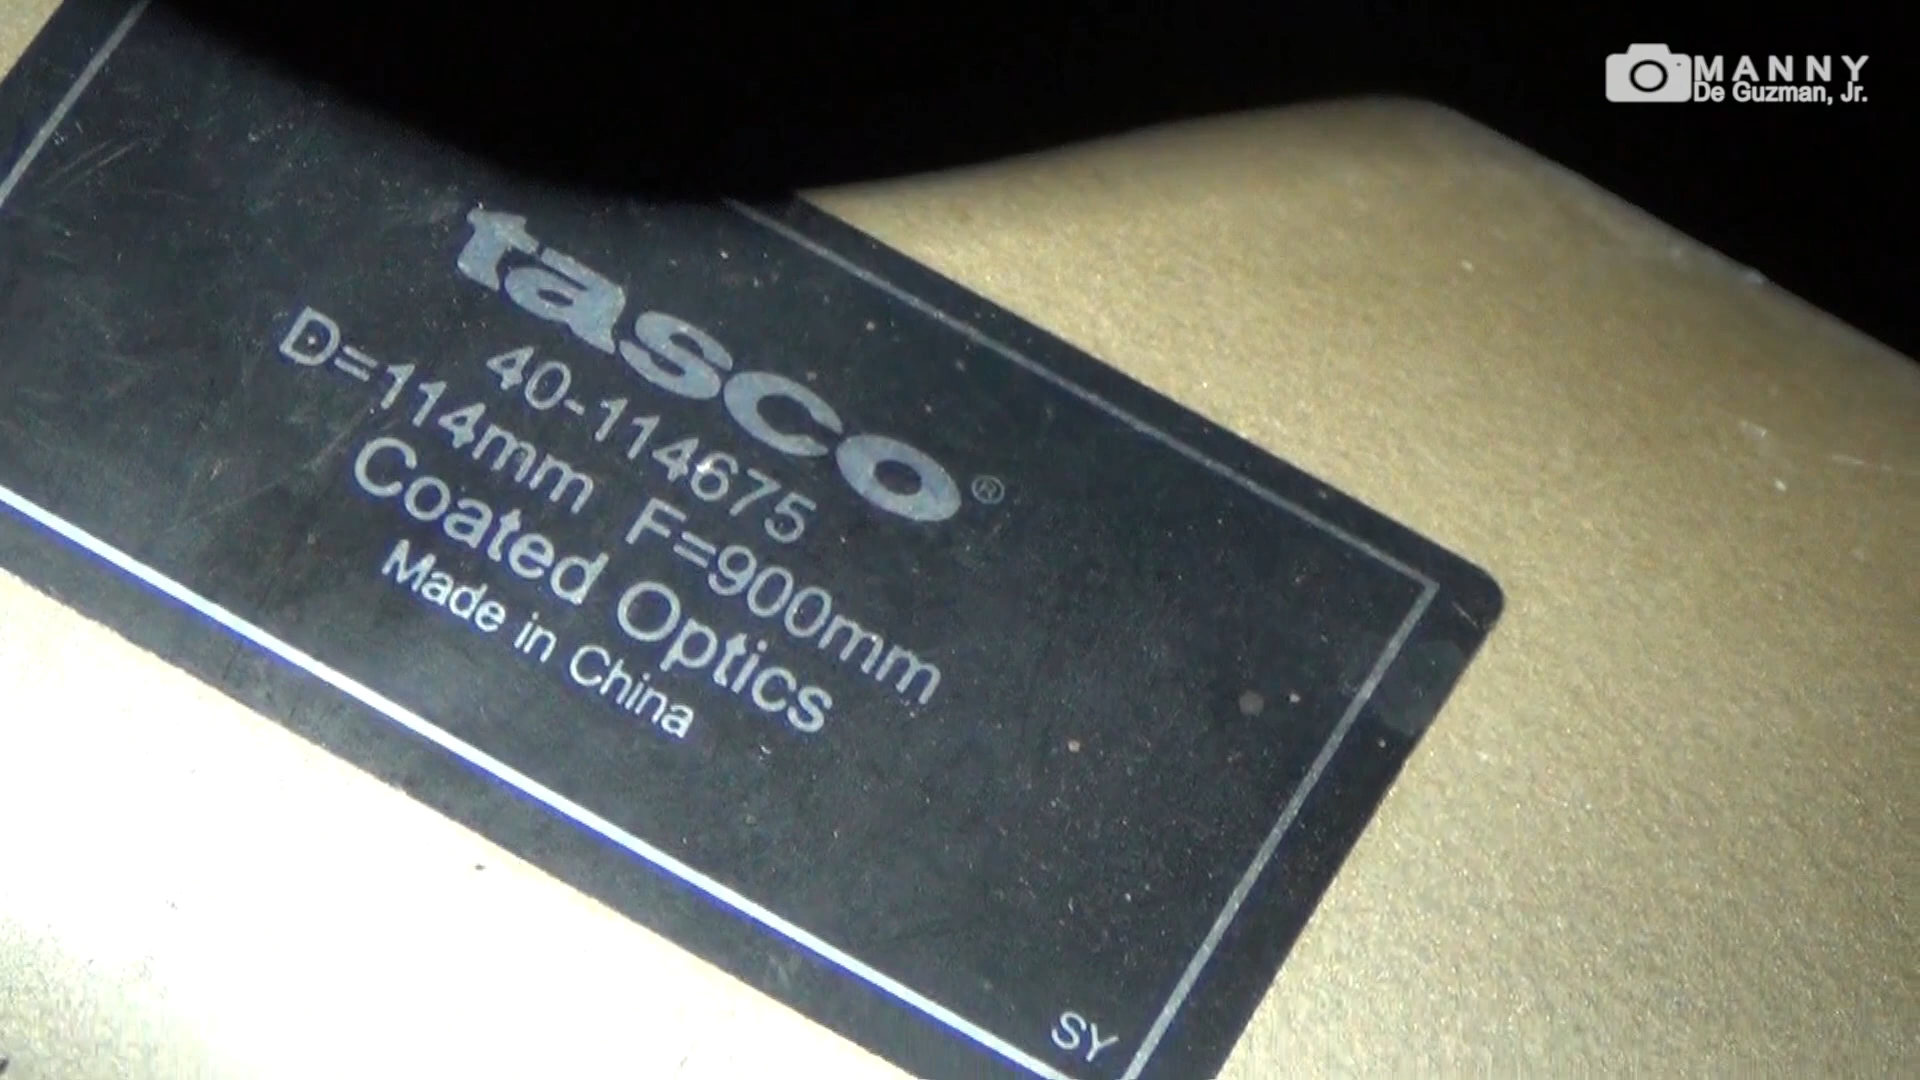 MANNY
De Guzman, Jr.
tasco®
40-114675
D=114mm F=900mm
Coated Optics
Made in China
SY